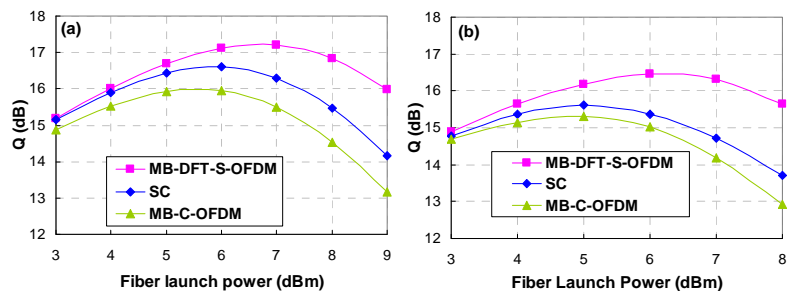 (a)
18
17
16
15
14
13
12
Q (dB)
MB-DFT-S-OFDM
SC
MB-C-OFDM
3 4 5 6 7 8 9
Fiber launch power (dBm)
(b)
18
17
16
15
14
13
12
Q (dB)
MB-DFT-S-OFDM
SC
MB-C-OFDM
3 4 5 6 7 8
Fiber Launch Power (dBm)